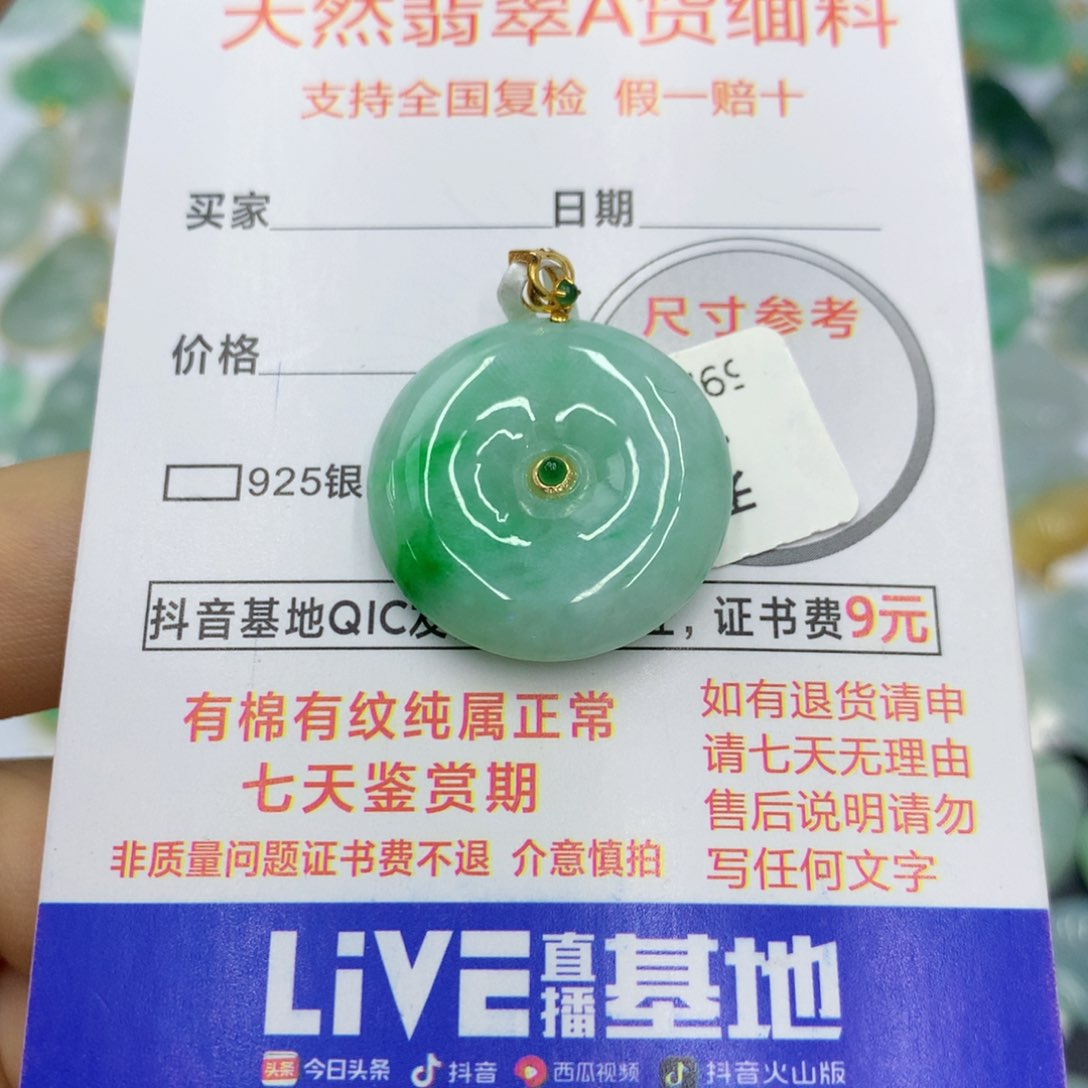 天然翡翠A货缅料
支持全国复检 假一赔十
买家 日期
价格
尺寸参考
925银
抖音基地QIC发 证书费9元
有棉有纹纯属正常
七天鉴赏期
非质量问题证书费不退 介意慎拍
如有退货请申
请七天无理由
售后说明请勿
写任何文字
LiVE直播基地
头条 今日头条 抖音 西瓜视频 抖音火山版